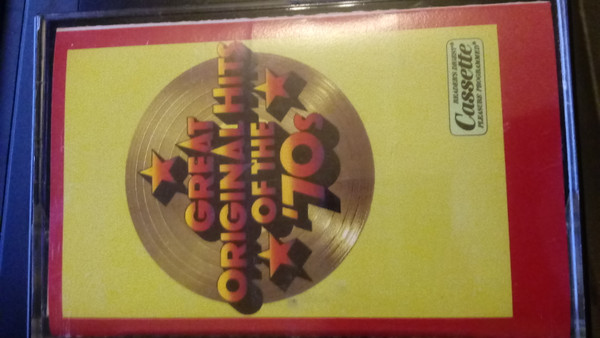 GREAT
ORIGINAL HITS
OF THE
'70s
READER'S DIGEST®
Cassette
PLEASURE PROGRAMMED®